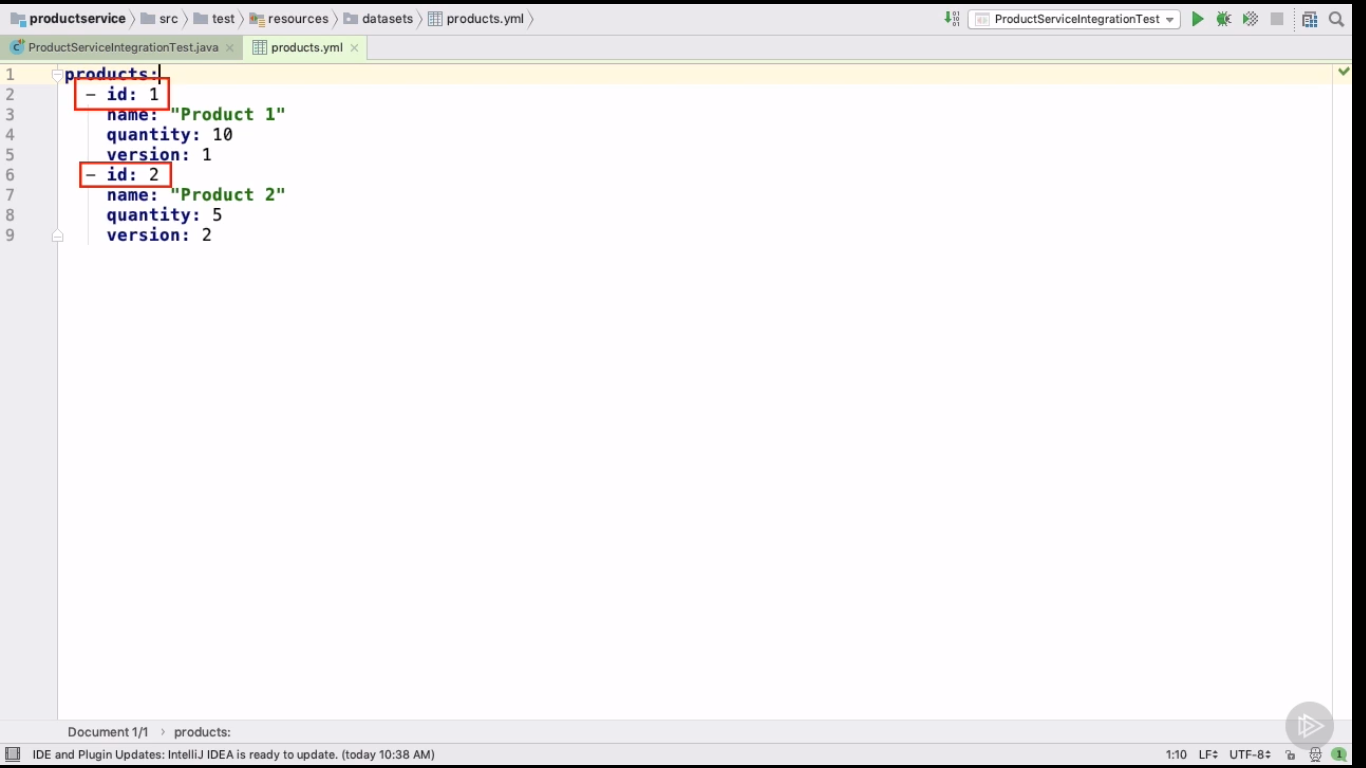 productservice src test resources datasets products.yml ProductServiceIntegrationTest
ProductServiceIntegrationTest.java products.yml
1 products:
2 - id: 1
3 name: "Product 1"
4 quantity: 10
5 version: 1
6 - id: 2
7 name: "Product 2"
8 quantity: 5
9 version: 2
Document 1/1 › products:
IDE and Plugin Updates: IntelliJ IDEA is ready to update. (today 10:38 AM) 1:10 LF UTF-8 1